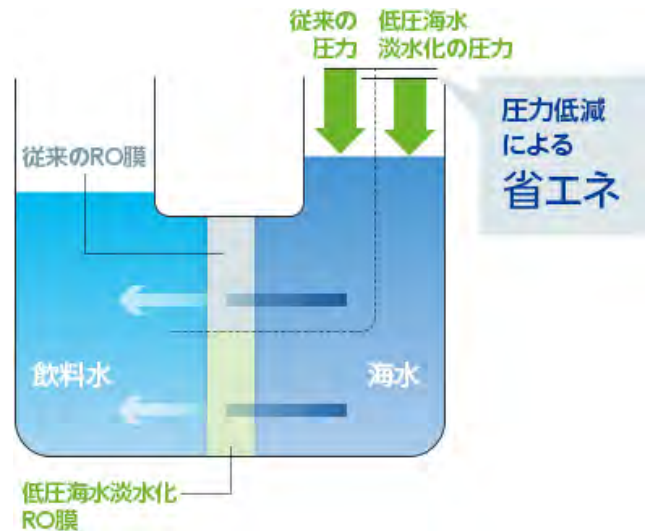 従来の
圧力
低圧海水
淡水化の圧力
圧力低減
による
省エネ
従来のRO膜
飲料水
海水
低圧海水淡水化
RO膜